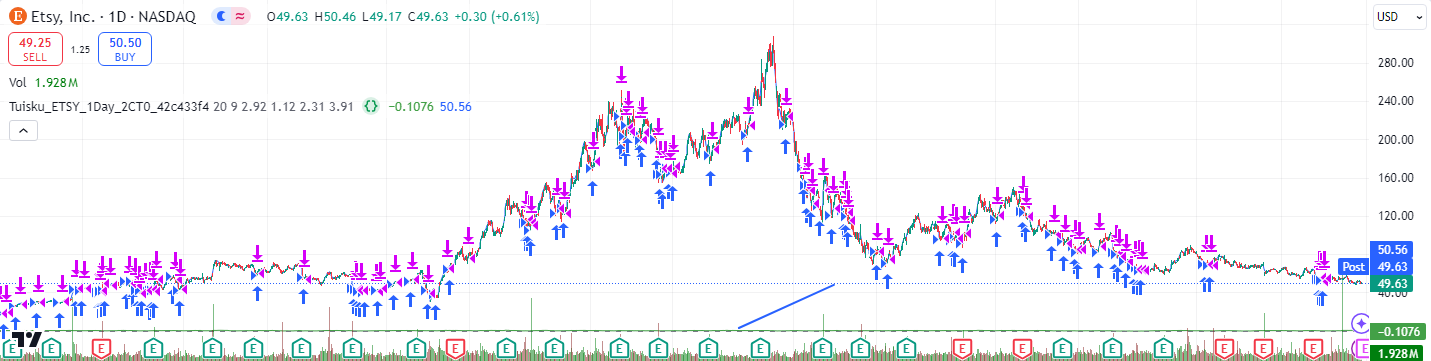 Etsy, Inc. · 1D · NASDAQ O49.63 H50.46 L49.17 C49.63 +0.30 (+0.61%)
USD
49.25 SELL 1.25 50.50 BUY
Vol 1.928M
Tuisku_ETSY_1Day_2CT0_42c433f4 20 9 2.92 1.12 2.31 3.91 {} −0.1076 50.56
280.00
240.00
200.00
160.00
120.00
50.56
Post 49.63
49.63
40.00
−0.1076
1.928M
E E E E E E E E E E E E E E E E E E E E E E E E E E E E